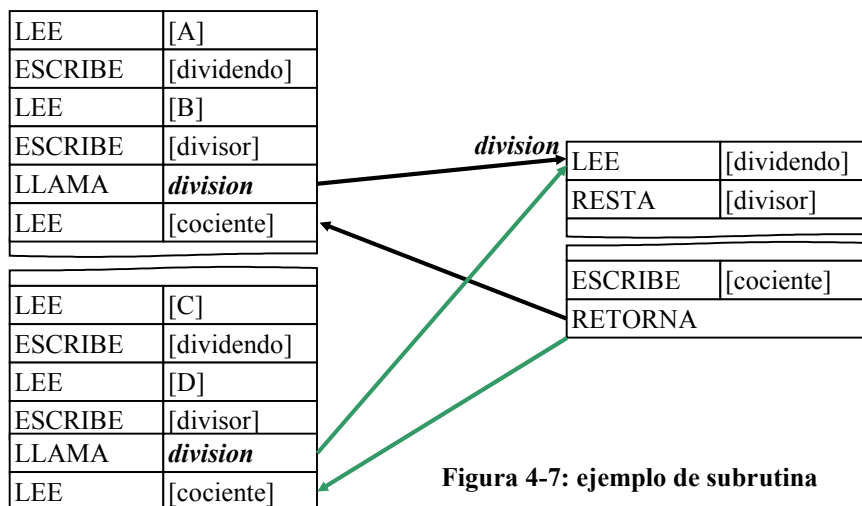 LEE [A]
ESCRIBE [dividendo]
LEE [B]
ESCRIBE [divisor]
LLAMA division
LEE [cociente]
LEE [C]
ESCRIBE [dividendo]
LEE [D]
ESCRIBE [divisor]
LLAMA division
LEE [cociente]
division
LEE [dividendo]
RESTA [divisor]
ESCRIBE [cociente]
RETORNA
Figura 4-7: ejemplo de subrutina